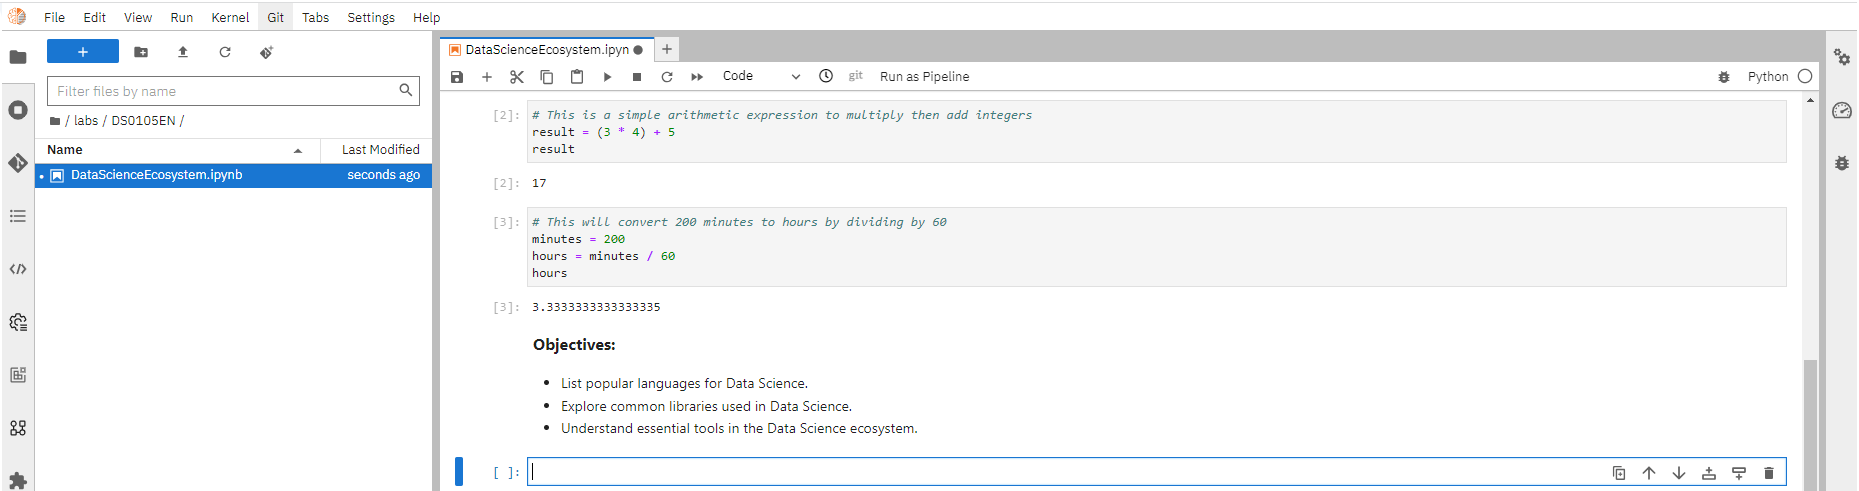 File Edit View Run Kernel Git Tabs Settings Help
+
Filter files by name
/ labs / DS0105EN /
Name Last Modified
DataScienceEcosystem.ipynb seconds ago
DataScienceEcosystem.ipyn
Code git Run as Pipeline Python
[2]: # This is a simple arithmetic expression to multiply then add integers
result = (3 * 4) + 5
result
[2]: 17
[3]: # This will convert 200 minutes to hours by dividing by 60
minutes = 200
hours = minutes / 60
hours
[3]: 3.3333333333333335
Objectives:
• List popular languages for Data Science.
• Explore common libraries used in Data Science.
• Understand essential tools in the Data Science ecosystem.
[ ]: